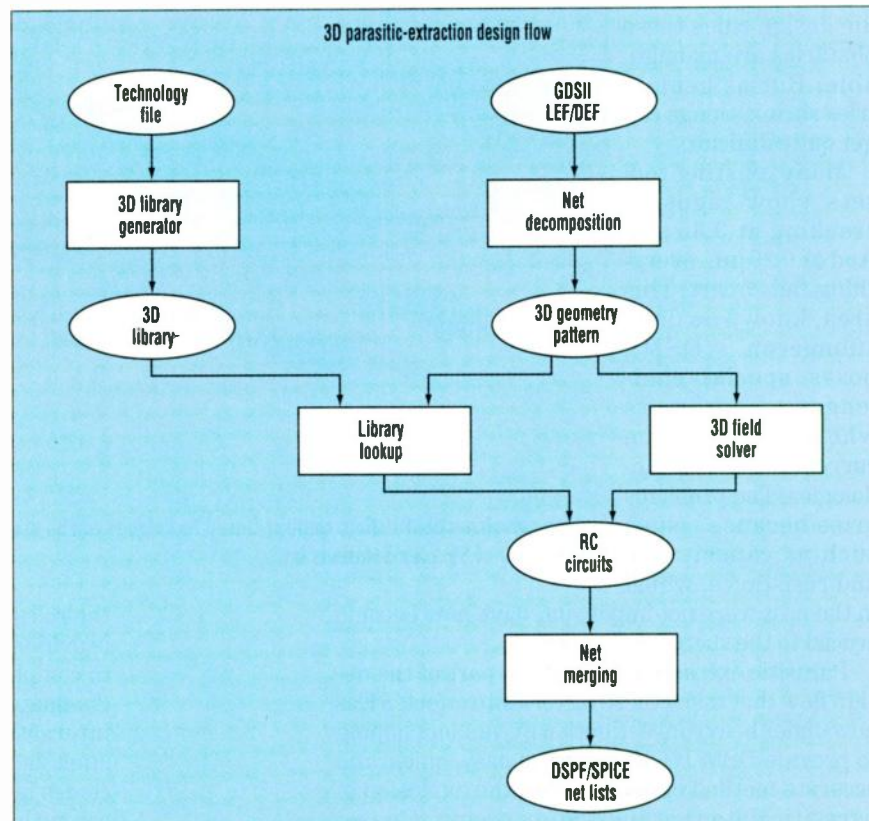 3D parasitic-extraction design flow
Technology
file
GDSII
LEF/DEF
3D library
generator
Net
decomposition
3D
library
3D geometry
pattern
Library
lookup
3D field
solver
RC
circuits
Net
merging
DSPF/SPICE
net lists